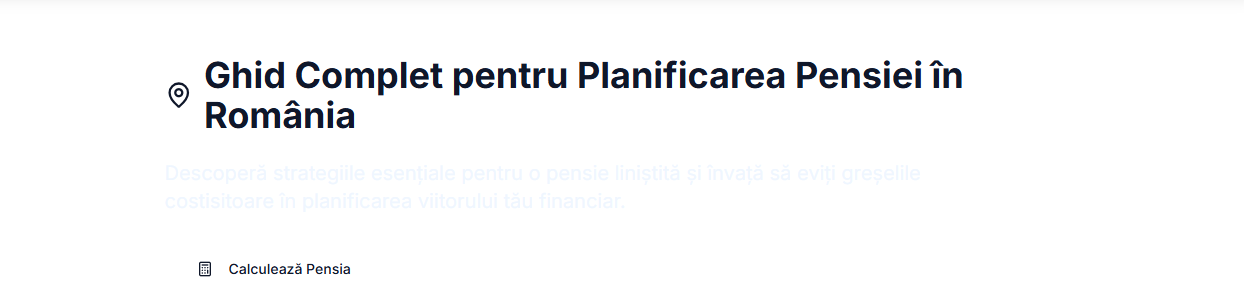 Ghid Complet pentru Planificarea Pensiei în
România
Descoperă strategiile esențiale pentru o pensie liniștită și învață să eviți greșelile
costisitoare în planificarea viitorului tău financiar.
Calculează Pensia